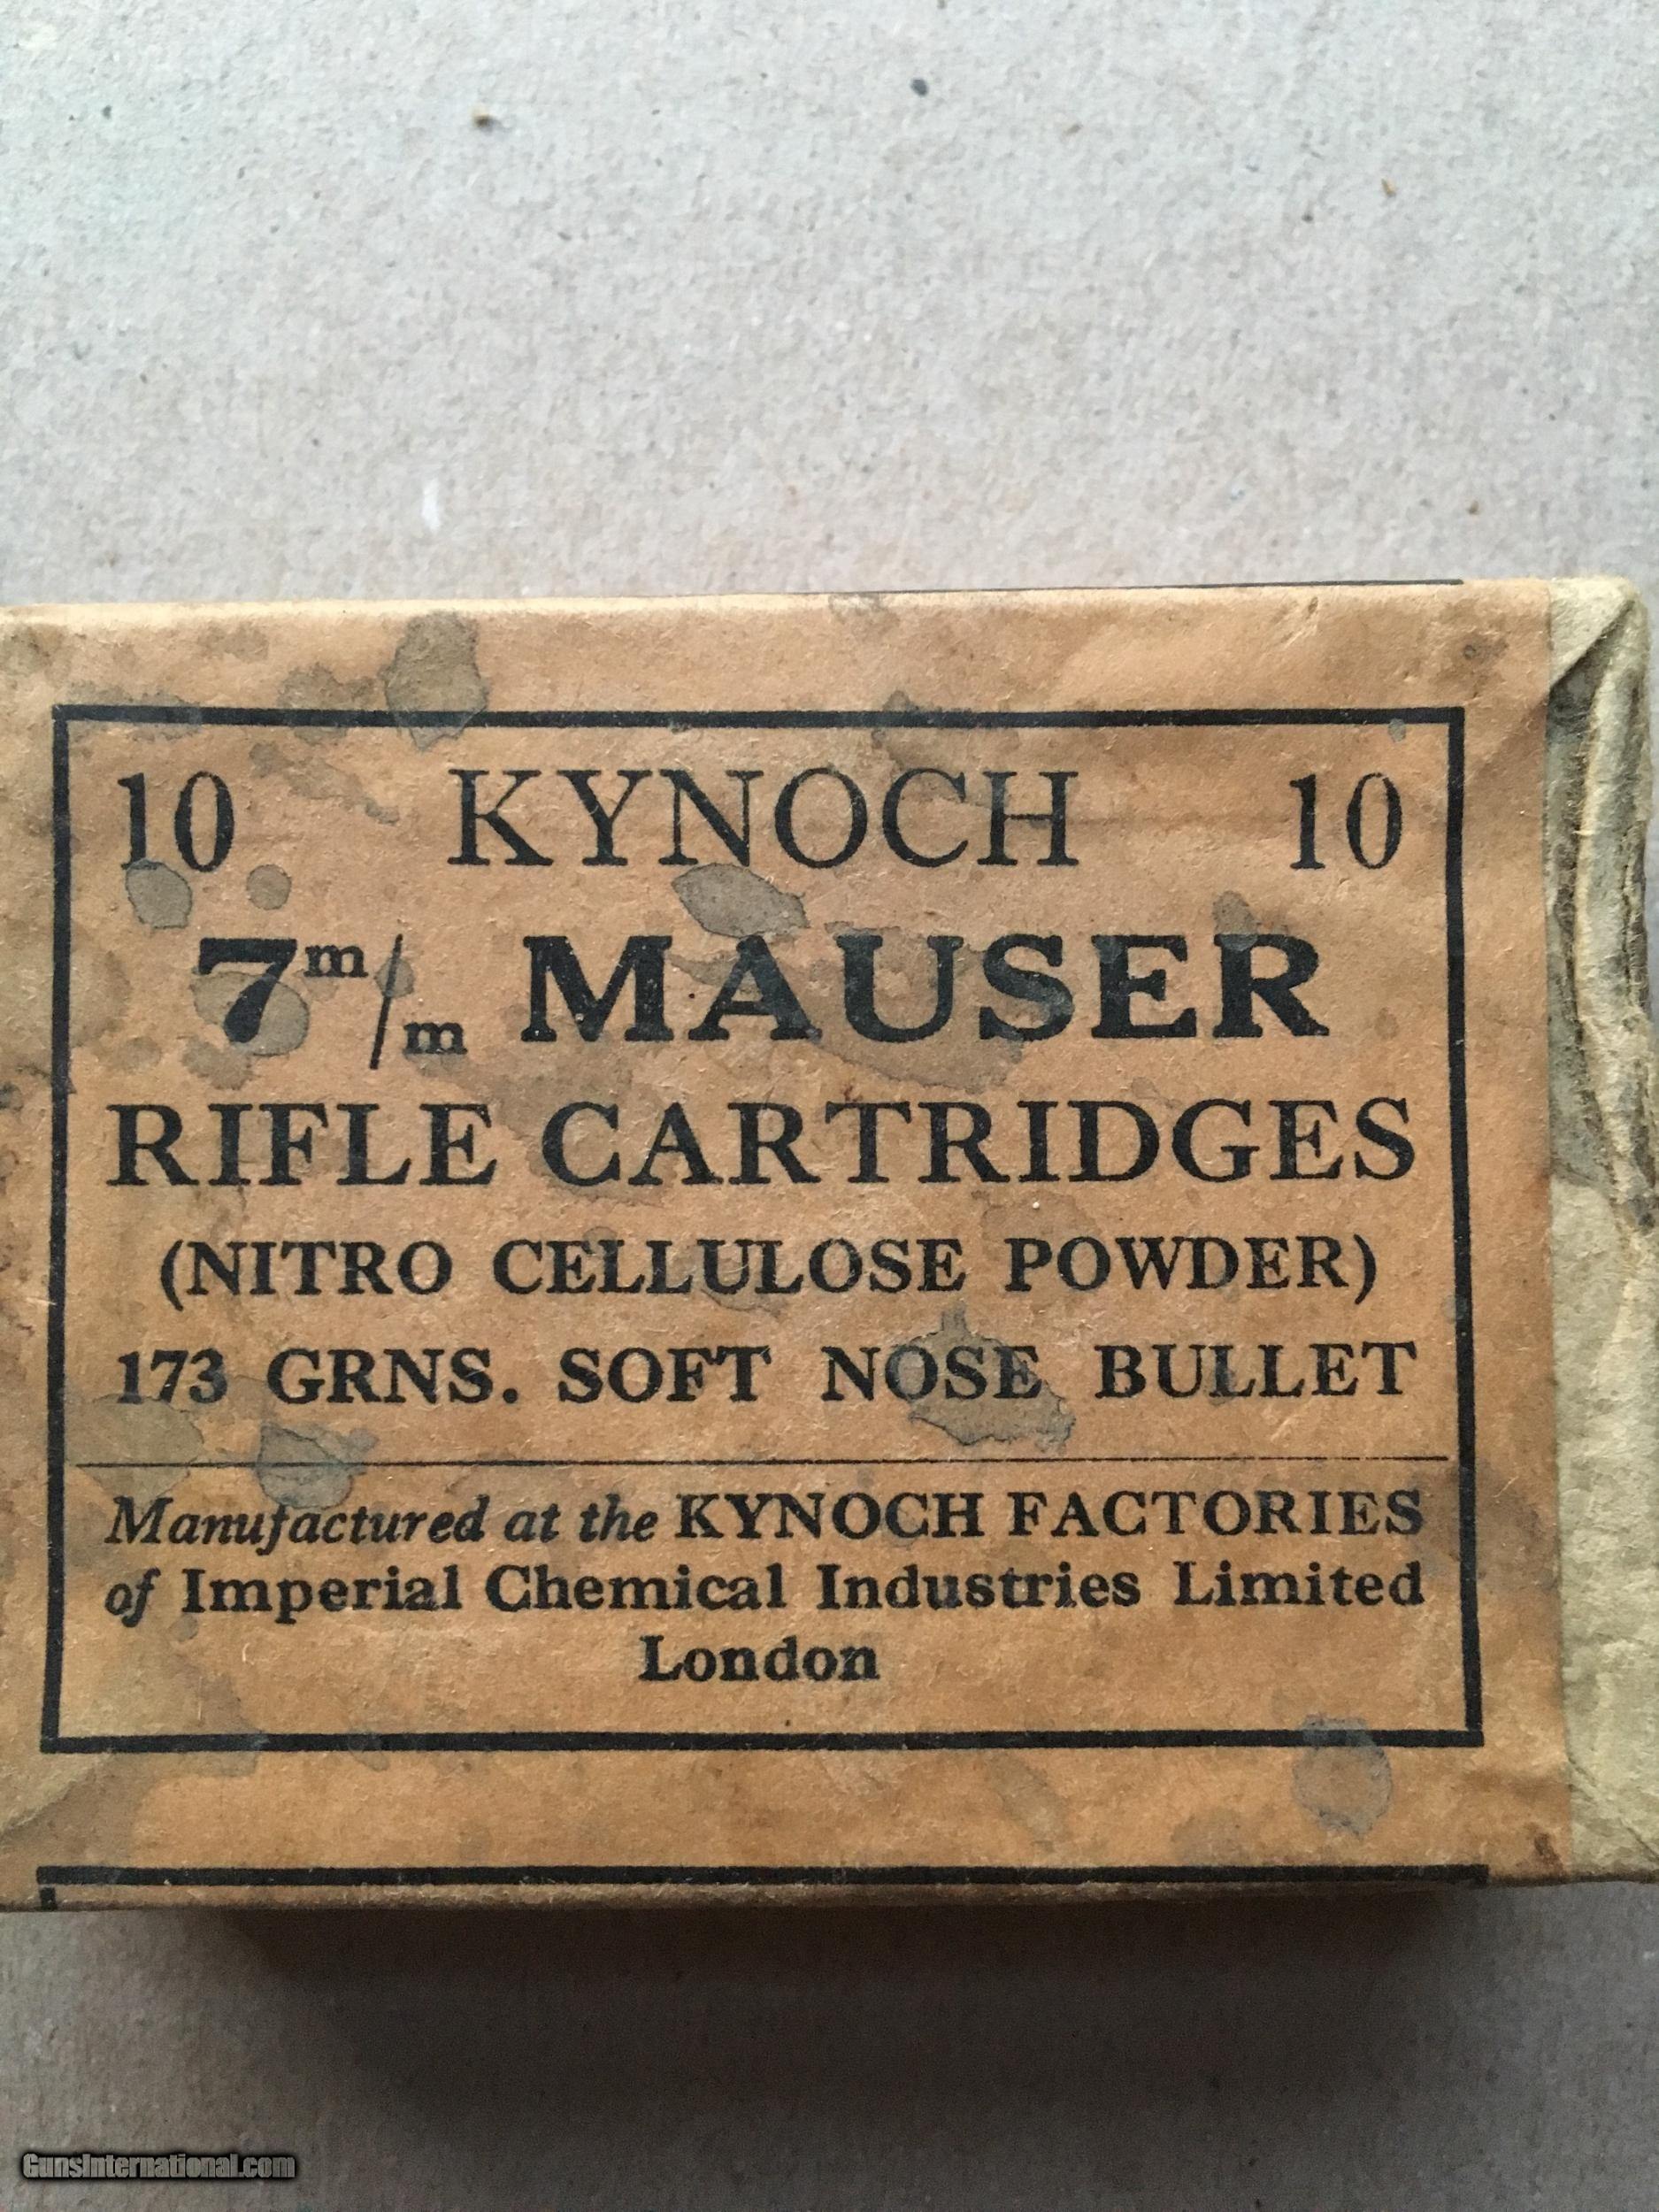 10 KYNOCH 10
7 m/m MAUSER
RIFLE CARTRIDGES
(NITRO CELLULOSE POWDER)
173 GRNS. SOFT NOSE BULLET
Manufactured at the KYNOCH FACTORIES
of Imperial Chemical Industries Limited
London
GunsInternational.com